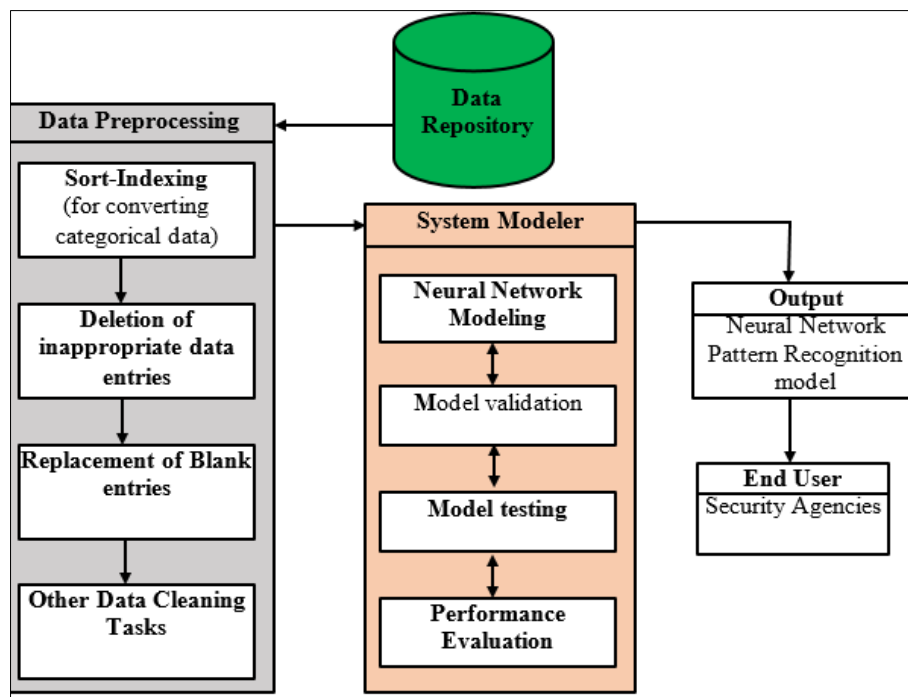 Data
Repository
Data Preprocessing
Sort-Indexing
(for converting
categorical data)
Deletion of
inappropriate data
entries
Replacement of Blank
entries
Other Data Cleaning
Tasks
System Modeler
Neural Network
Modeling
Model validation
Model testing
Performance
Evaluation
Output
Neural Network
Pattern Recognition
model
End User
Security Agencies